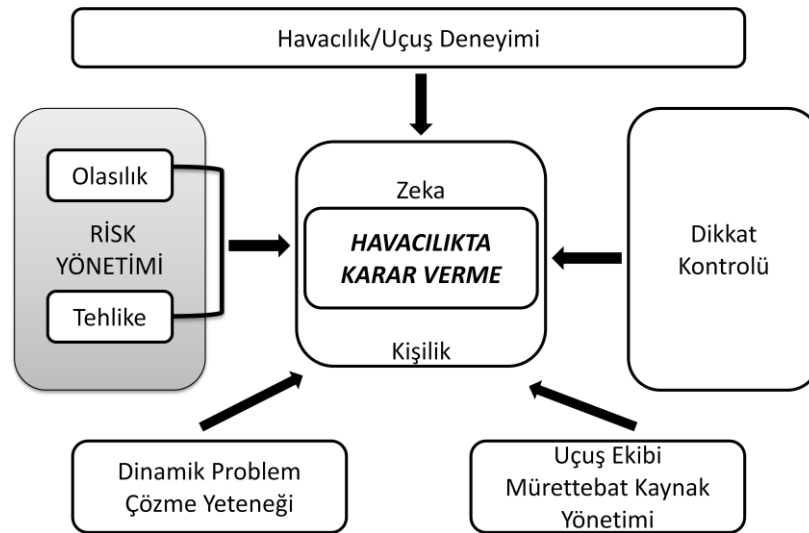 Havacılık/Uçuş Deneyimi
Olasılık
RİSK
YÖNETİMİ
Tehlike
Zeka
HAVACILIKTA
KARAR VERME
Kişilik
Dikkat
Kontrolü
Dinamik Problem
Çözme Yeteneği
Uçuş Ekibi
Mürettebat Kaynak
Yönetimi